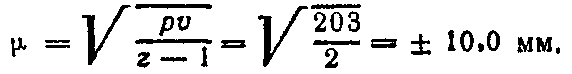 μ = √(pv / (z − 1)) = √(203 / 2) = ± 10,0 мм.